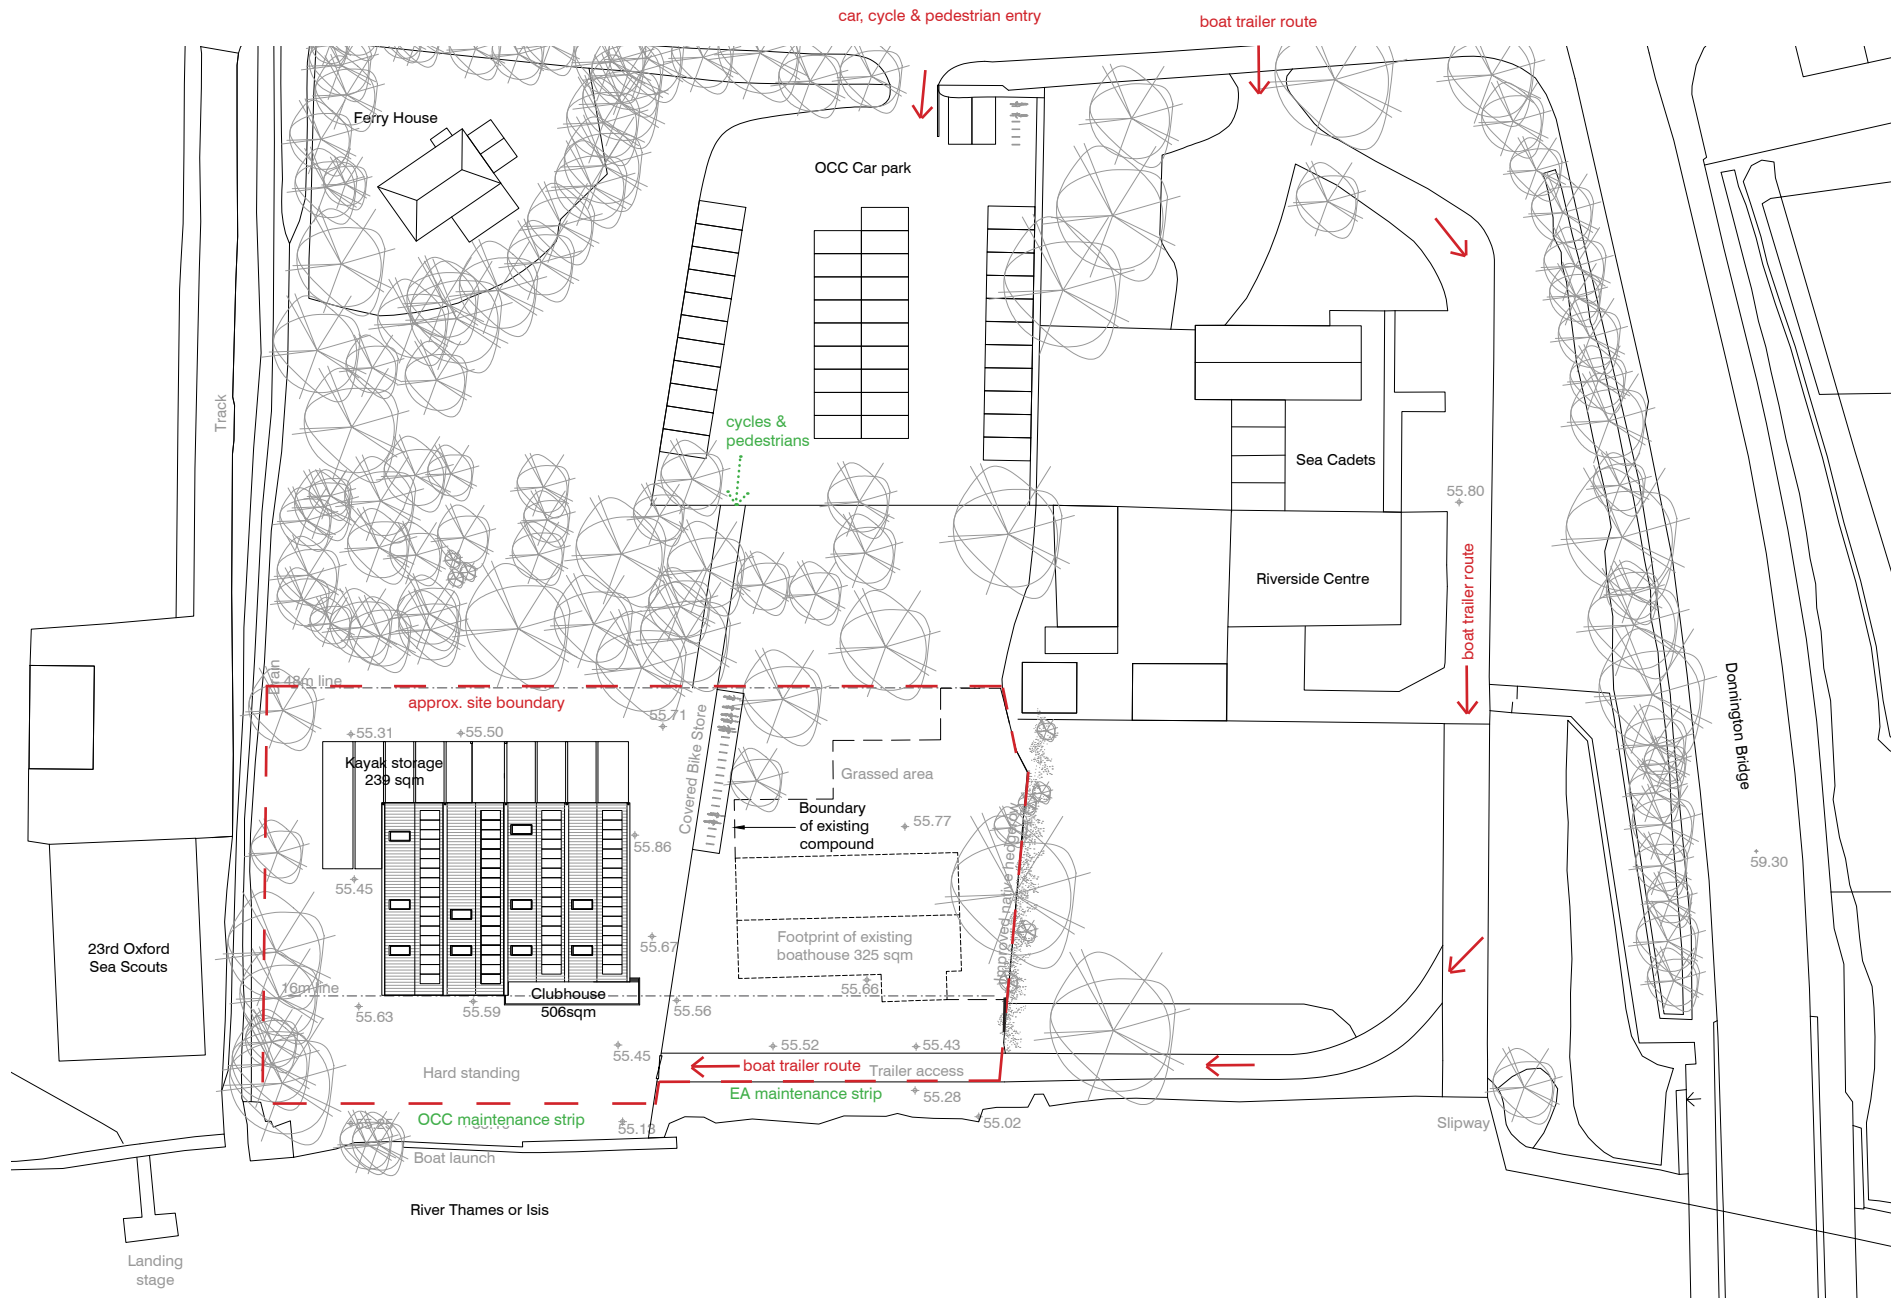 car, cycle & pedestrian entry
boat trailer route
Ferry House
OCC Car park
Track
cycles &
pedestrians
Sea Cadets
55.80
boat trailer route
Riverside Centre
Drain
48m line
approx. site boundary
55.71
55.31
55.50
Kayak storage
239 sqm
Covered Bike Store
Grassed area
Boundary
of existing
compound
55.77
55.86
55.45
Donnington Bridge
59.30
Improved native hedgerow
23rd Oxford
Sea Scouts
55.67
Footprint of existing
boathouse 325 sqm
55.66
16m line
Clubhouse
506sqm
55.63
55.59
55.56
55.45
55.52
55.43
Hard standing
boat trailer route
Trailer access
EA maintenance strip
55.28
OCC maintenance strip
55.25
55.13
55.02
Slipway
Boat launch
River Thames or Isis
Landing
stage